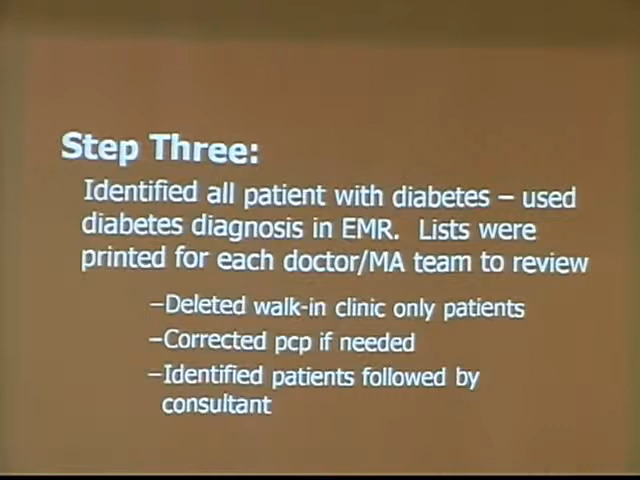 Step Three:
Identified all patient with diabetes – used
diabetes diagnosis in EMR. Lists were
printed for each doctor/MA team to review
–Deleted walk-in clinic only patients
–Corrected pcp if needed
–Identified patients followed by
consultant